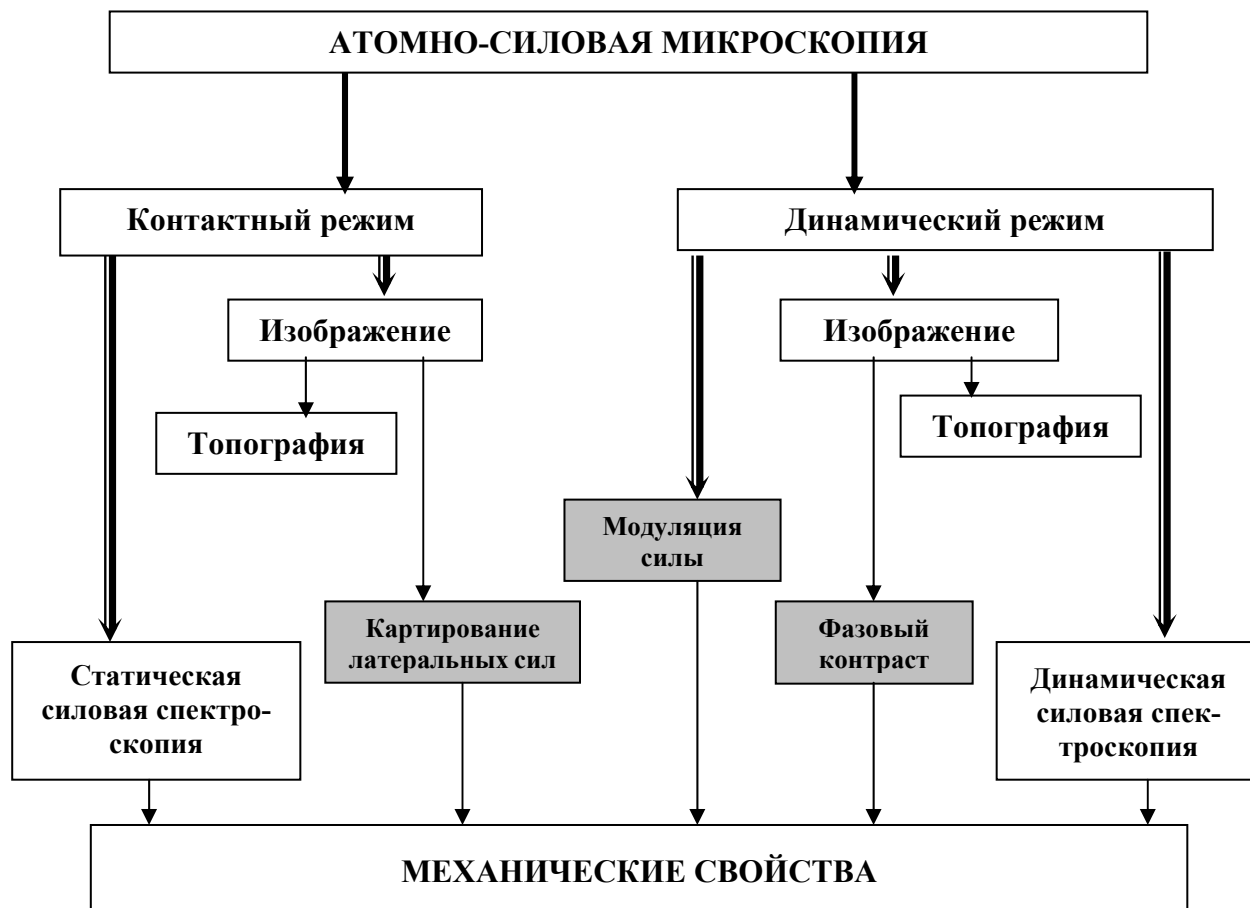 АТОМНО-СИЛОВАЯ МИКРОСКОПИЯ
Контактный режим
Динамический режим
Изображение
Изображение
Топография
Топография
Модуляция
силы
Картирование
латеральных сил
Фазовый
контраст
Статическая
силовая спектро-
скопия
Динамическая
силовая спек-
троскопия
МЕХАНИЧЕСКИЕ СВОЙСТВА